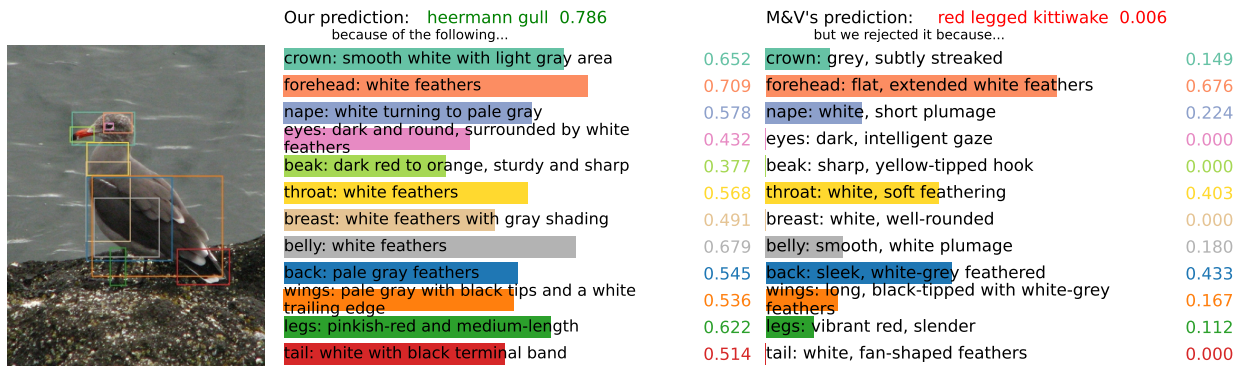 Our prediction: heermann gull 0.786
because of the following...
crown: smooth white with light gray area 0.652
forehead: white feathers 0.709
nape: white turning to pale gray 0.578
eyes: dark and round, surrounded by white
feathers 0.432
beak: dark red to orange, sturdy and sharp 0.377
throat: white feathers 0.568
breast: white feathers with gray shading 0.491
belly: white feathers 0.679
back: pale gray feathers 0.545
wings: pale gray with black tips and a white
trailing edge 0.536
legs: pinkish-red and medium-length 0.622
tail: white with black terminal band 0.514
M&V's prediction: red legged kittiwake 0.006
but we rejected it because...
crown: grey, subtly streaked 0.149
forehead: flat, extended white feathers 0.676
nape: white, short plumage 0.224
eyes: dark, intelligent gaze 0.000
beak: sharp, yellow-tipped hook 0.000
throat: white, soft feathering 0.403
breast: white, well-rounded 0.000
belly: smooth, white plumage 0.180
back: sleek, white-grey feathered 0.433
wings: long, black-tipped with white-grey
feathers 0.167
legs: vibrant red, slender 0.112
tail: white, fan-shaped feathers 0.000